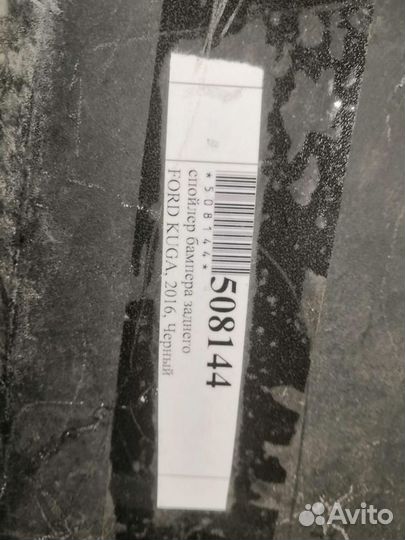 *508144*
508144
спойлер бампера заднего
FORD KUGA, 2016, Черный
Avito